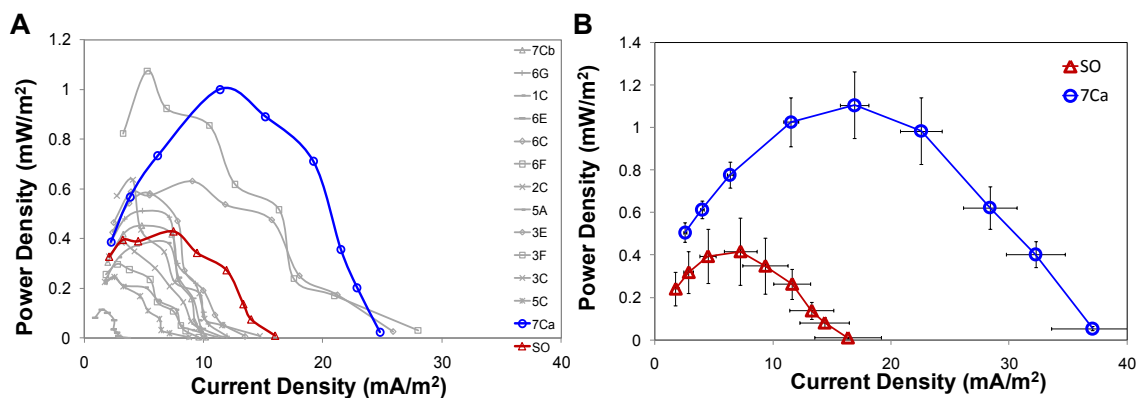 A
Power Density (mW/m²)
1.2
1
0.8
0.6
0.4
0.2
0
0
10
20
30
40
Current Density (mA/m²)
7Cb
6G
1C
6E
6C
6F
2C
5A
3E
3F
3C
5C
7Ca
SO
B
Power Density (mW/m²)
1.4
1.2
1
0.8
0.6
0.4
0.2
0
0
10
20
30
40
Current Density (mA/m²)
SO
7Ca